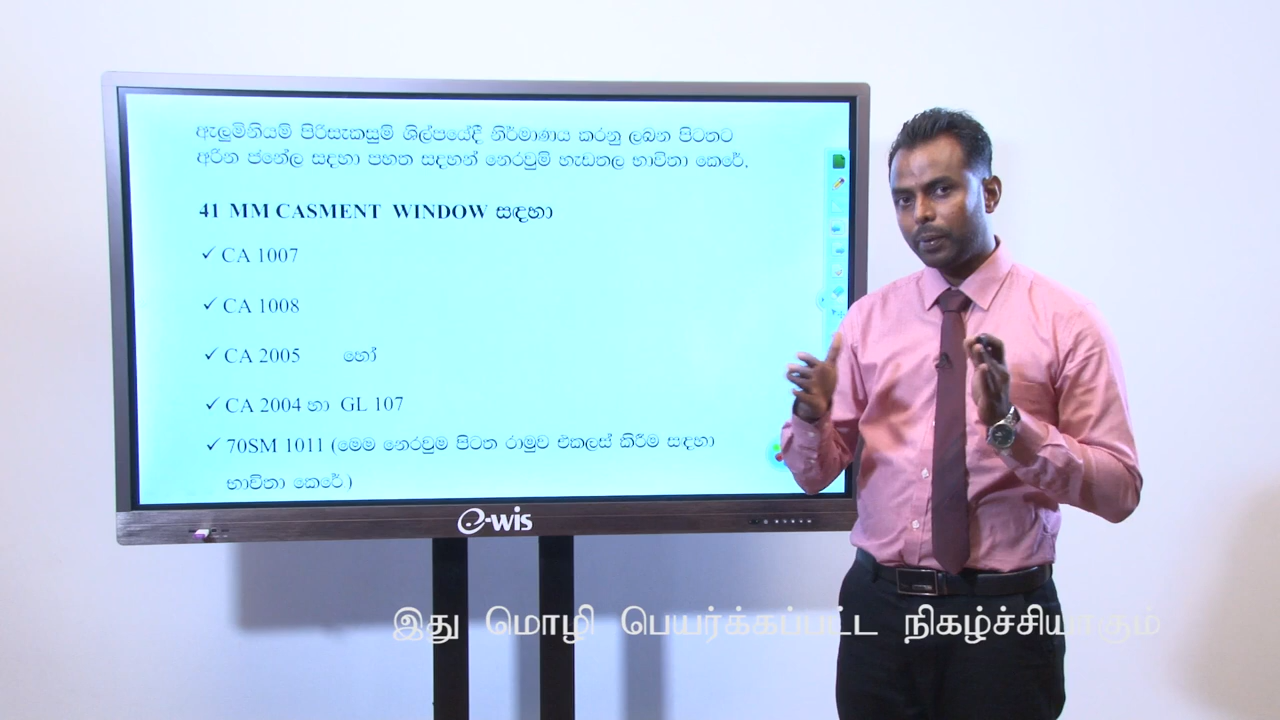 ඇලුමිනියම් පිරිසැකසුම් ශිල්පයේදී නිර්මාණය කරනු ලබන පිටතට
අරින ජනේල සඳහා පහත සඳහන් නෙරවුම් හැඩතල භාවිතා කෙරේ.
41 MM CASMENT WINDOW සඳහා
✓ CA 1007
✓ CA 1008
✓ CA 2005 හෝ
✓ CA 2004 හා GL 107
✓ 70SM 1011 (මෙම නෙරවුම පිටත රාමුව එකලස් කිරීම සඳහා
භාවිතා කෙරේ.)
e-wis
இது மொழி பெயர்க்கப்பட்ட நிகழ்ச்சியாகும்